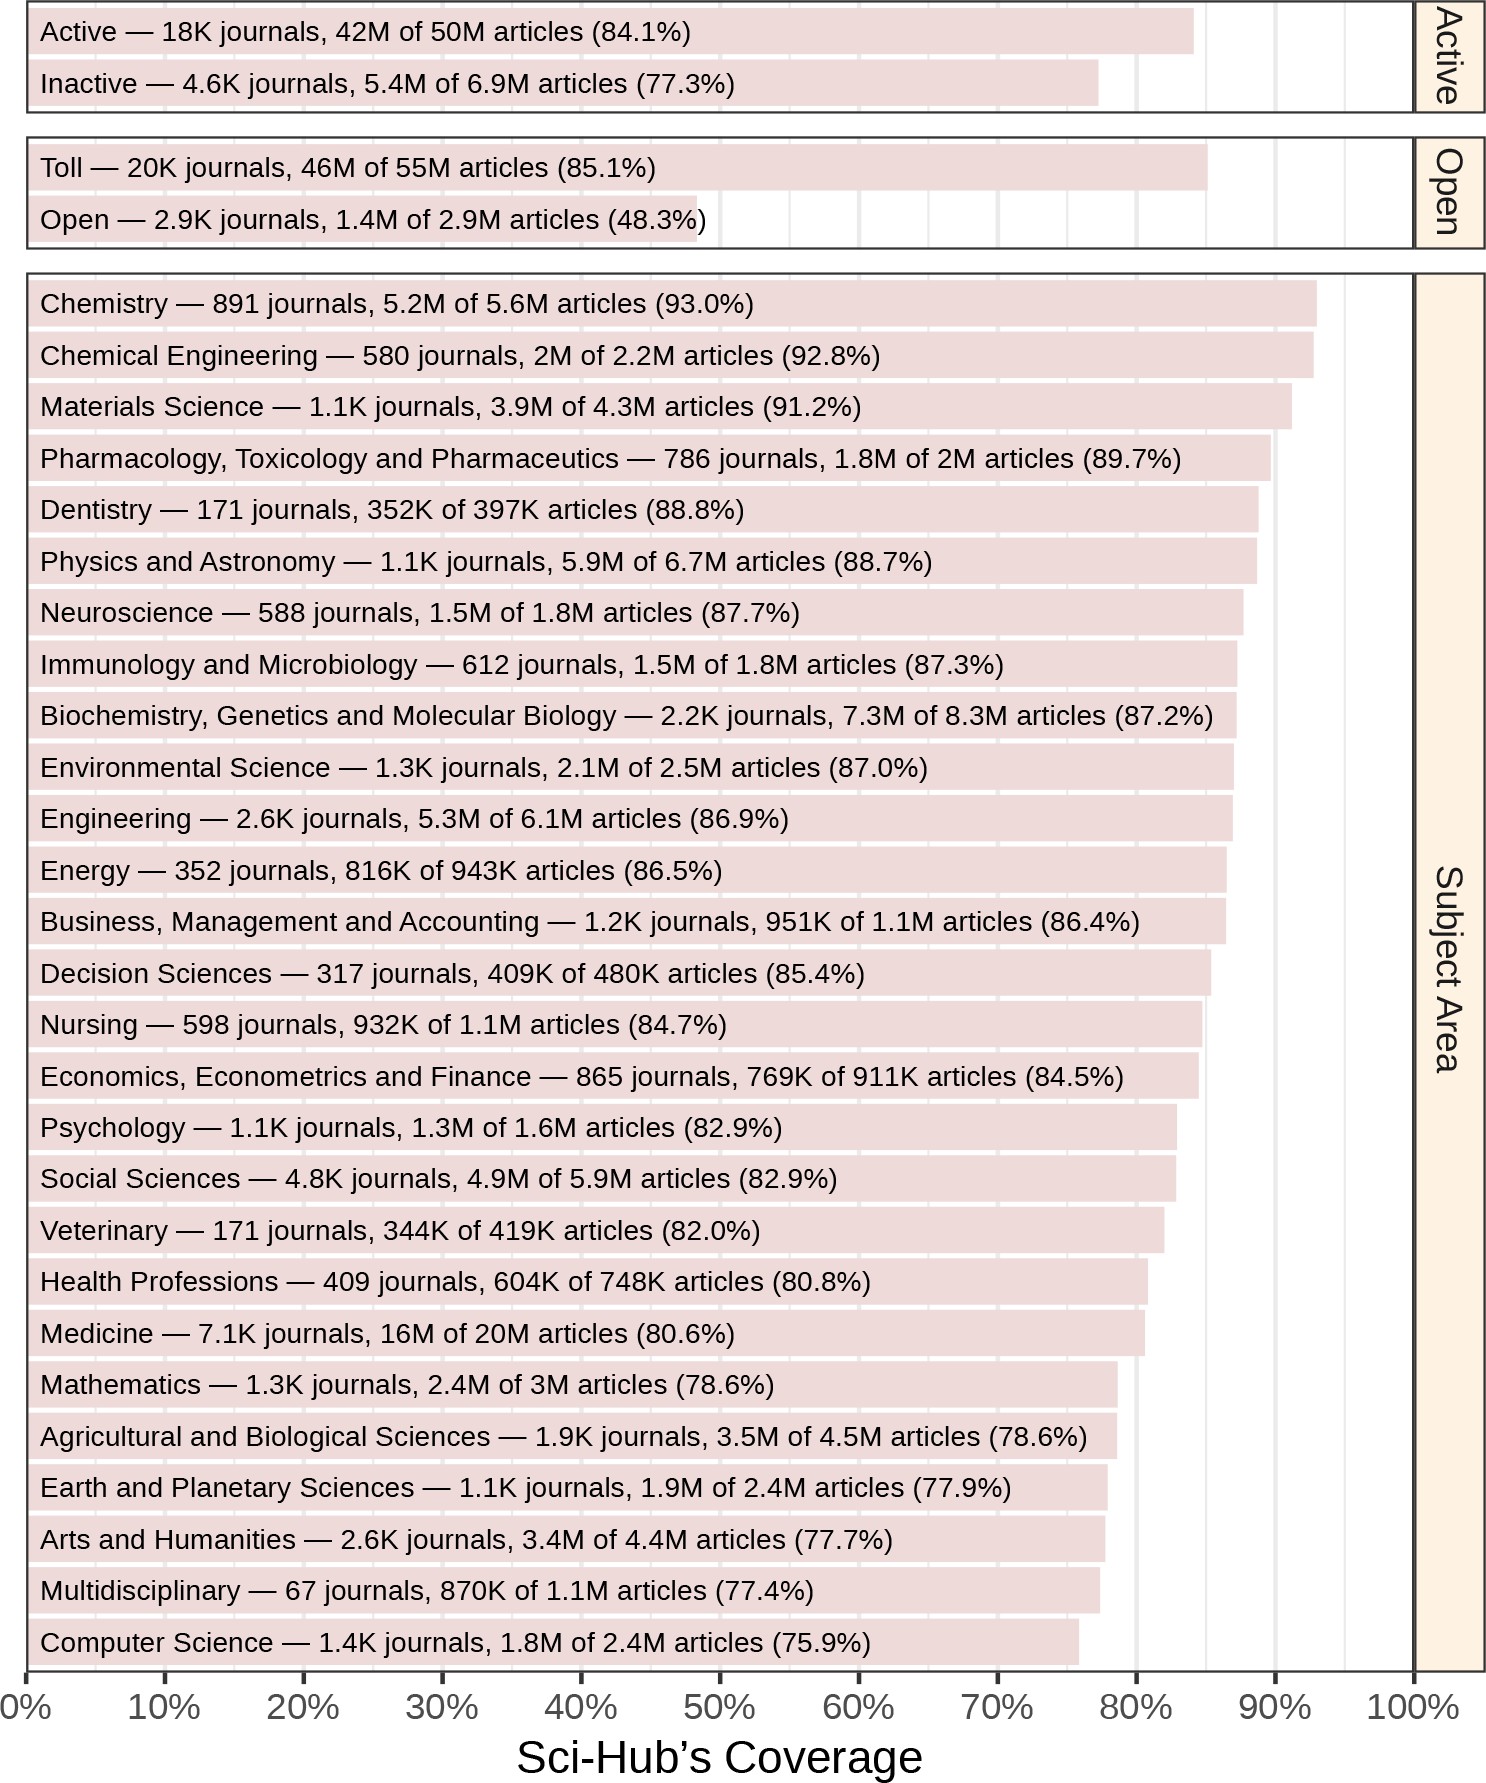 Active — 18K journals, 42M of 50M articles (84.1%)
Inactive — 4.6K journals, 5.4M of 6.9M articles (77.3%)
Active
Toll — 20K journals, 46M of 55M articles (85.1%)
Open — 2.9K journals, 1.4M of 2.9M articles (48.3%)
Open
Chemistry — 891 journals, 5.2M of 5.6M articles (93.0%)
Chemical Engineering — 580 journals, 2M of 2.2M articles (92.8%)
Materials Science — 1.1K journals, 3.9M of 4.3M articles (91.2%)
Pharmacology, Toxicology and Pharmaceutics — 786 journals, 1.8M of 2M articles (89.7%)
Dentistry — 171 journals, 352K of 397K articles (88.8%)
Physics and Astronomy — 1.1K journals, 5.9M of 6.7M articles (88.7%)
Neuroscience — 588 journals, 1.5M of 1.8M articles (87.7%)
Immunology and Microbiology — 612 journals, 1.5M of 1.8M articles (87.3%)
Biochemistry, Genetics and Molecular Biology — 2.2K journals, 7.3M of 8.3M articles (87.2%)
Environmental Science — 1.3K journals, 2.1M of 2.5M articles (87.0%)
Engineering — 2.6K journals, 5.3M of 6.1M articles (86.9%)
Energy — 352 journals, 816K of 943K articles (86.5%)
Business, Management and Accounting — 1.2K journals, 951K of 1.1M articles (86.4%)
Decision Sciences — 317 journals, 409K of 480K articles (85.4%)
Nursing — 598 journals, 932K of 1.1M articles (84.7%)
Economics, Econometrics and Finance — 865 journals, 769K of 911K articles (84.5%)
Psychology — 1.1K journals, 1.3M of 1.6M articles (82.9%)
Social Sciences — 4.8K journals, 4.9M of 5.9M articles (82.9%)
Veterinary — 171 journals, 344K of 419K articles (82.0%)
Health Professions — 409 journals, 604K of 748K articles (80.8%)
Medicine — 7.1K journals, 16M of 20M articles (80.6%)
Mathematics — 1.3K journals, 2.4M of 3M articles (78.6%)
Agricultural and Biological Sciences — 1.9K journals, 3.5M of 4.5M articles (78.6%)
Earth and Planetary Sciences — 1.1K journals, 1.9M of 2.4M articles (77.9%)
Arts and Humanities — 2.6K journals, 3.4M of 4.4M articles (77.7%)
Multidisciplinary — 67 journals, 870K of 1.1M articles (77.4%)
Computer Science — 1.4K journals, 1.8M of 2.4M articles (75.9%)
Subject Area
0% 10% 20% 30% 40% 50% 60% 70% 80% 90% 100%
Sci-Hub’s Coverage